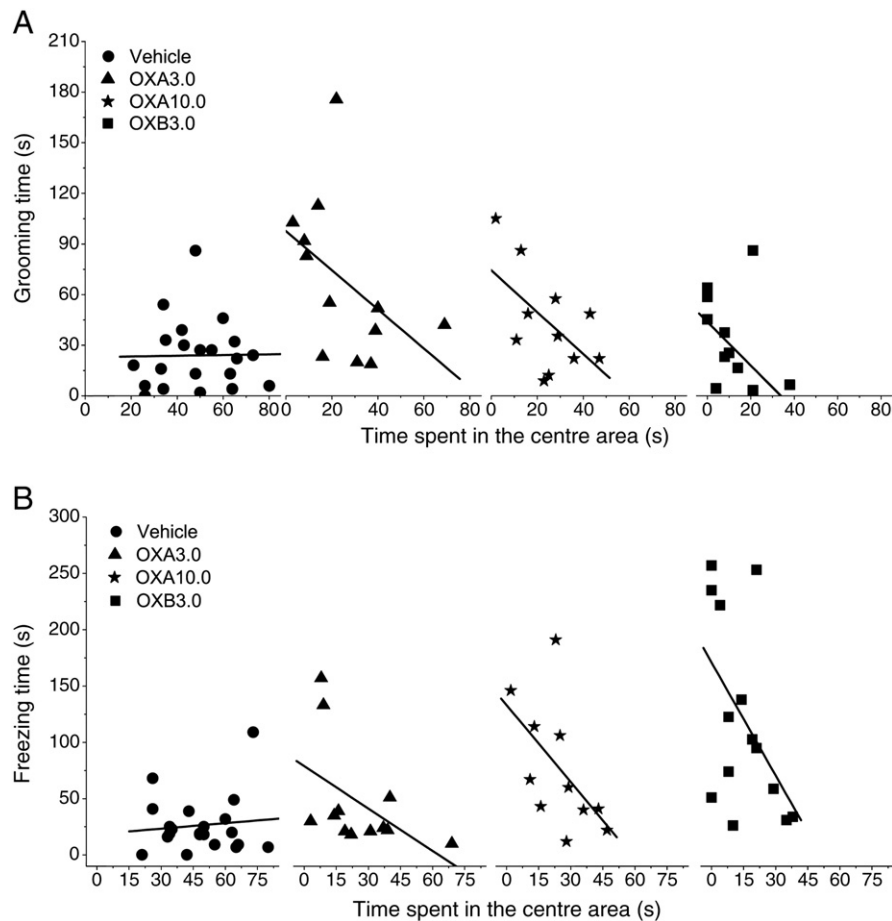 A
210
180
150
120
90
60
30
0
Grooming time (s)
Vehicle
OXA3.0
OXA10.0
OXB3.0
0 20 40 60 80 0 20 40 60 80 0 20 40 60 80 0 20 40 60 80
Time spent in the centre area (s)
B
300
250
200
150
100
50
0
Freezing time (s)
Vehicle
OXA3.0
OXA10.0
OXB3.0
0 15 30 45 60 75 0 15 30 45 60 75 0 15 30 45 60 75 0 15 30 45 60 75
Time spent in the centre area (s)